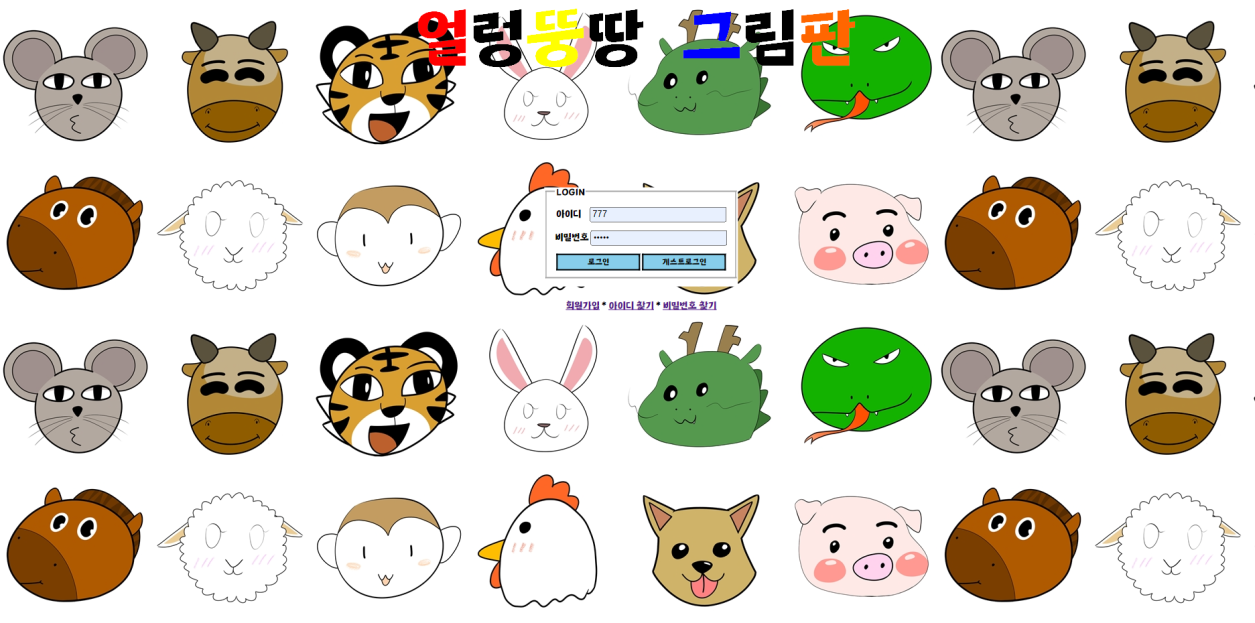 얼렁뚱땅 그림판
LOGIN
아이디 777
비밀번호 •••••
로그인 게스트로그인
회원가입 * 아이디 찾기 * 비밀번호 찾기